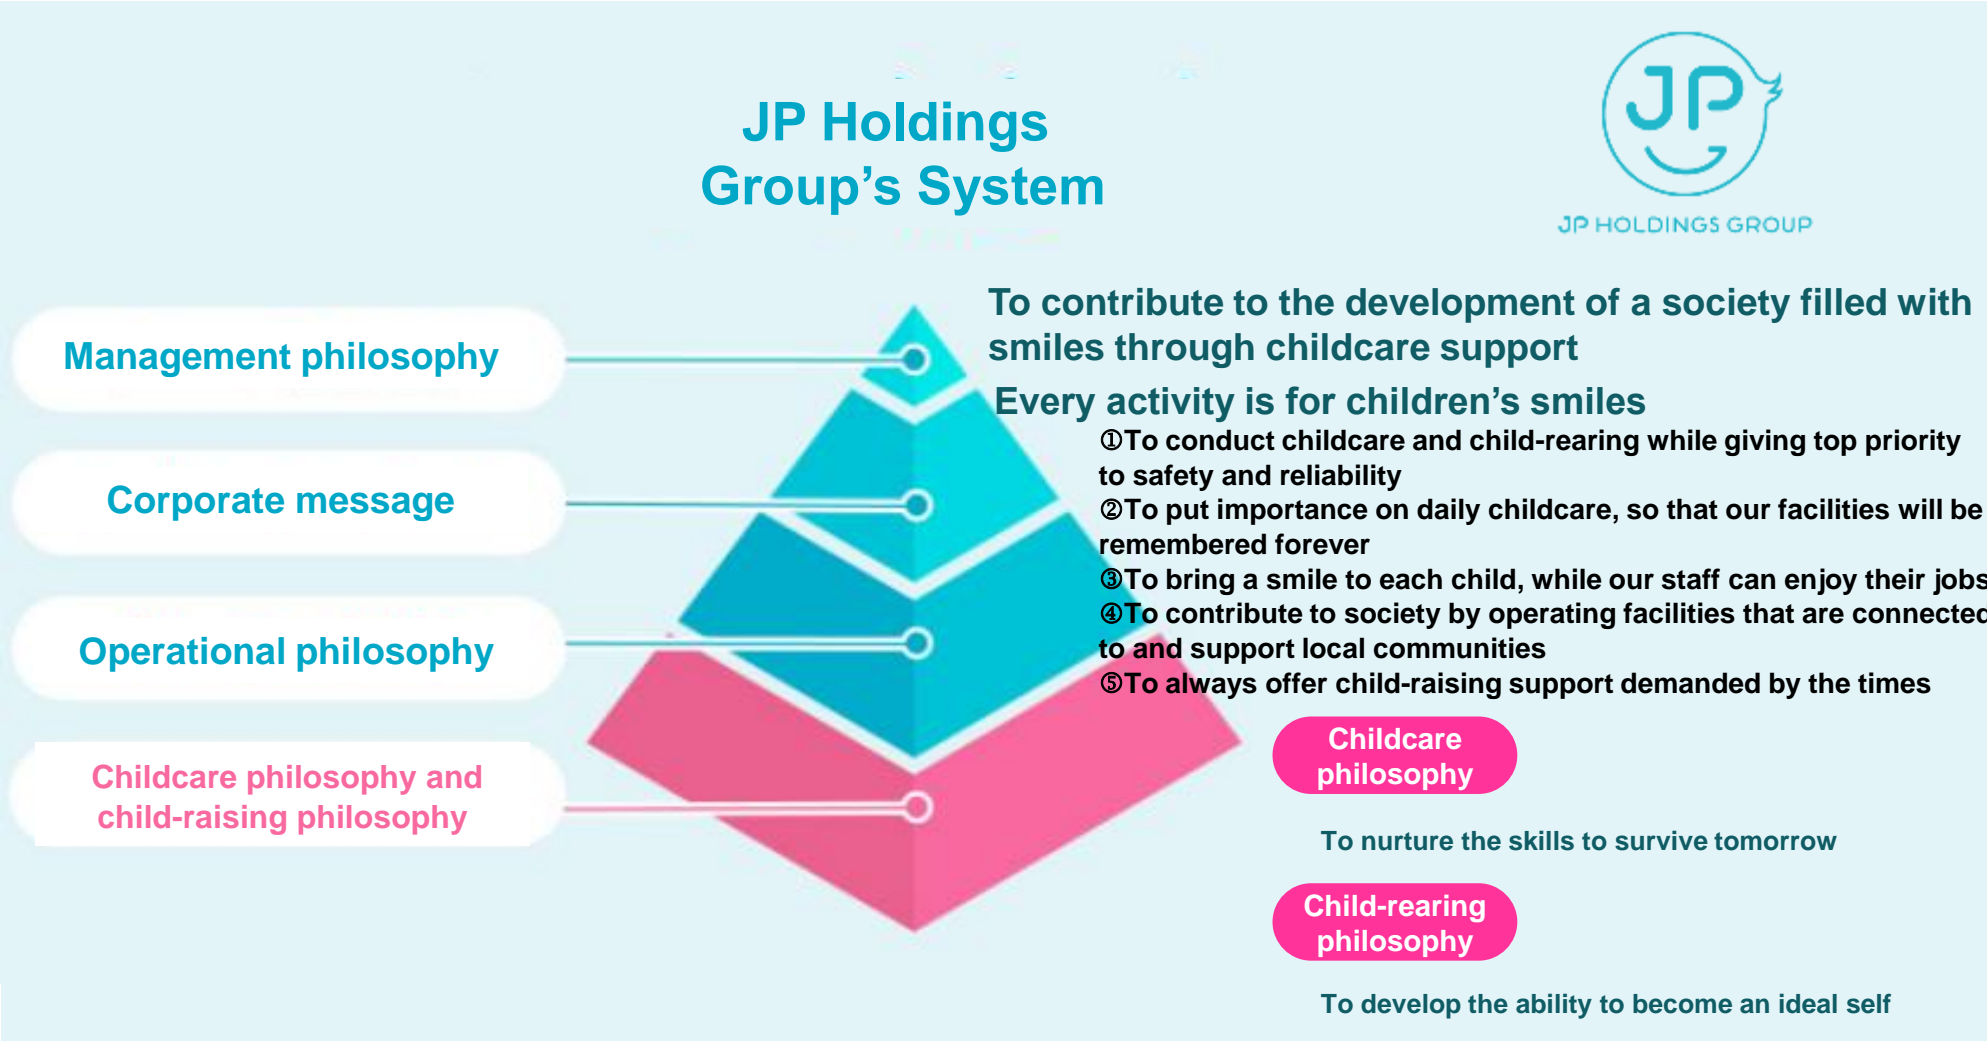 JP Holdings
Group’s System
JP
JP HOLDINGS GROUP
Management philosophy
To contribute to the development of a society filled with
smiles through childcare support
Corporate message
Every activity is for children’s smiles
Operational philosophy
①To conduct childcare and child-rearing while giving top priority
to safety and reliability
②To put importance on daily childcare, so that our facilities will be
remembered forever
③To bring a smile to each child, while our staff can enjoy their jobs
④To contribute to society by operating facilities that are connected
to and support local communities
⑤To always offer child-raising support demanded by the times
Childcare philosophy and
child-raising philosophy
Childcare
philosophy
To nurture the skills to survive tomorrow
Child-rearing
philosophy
To develop the ability to become an ideal self